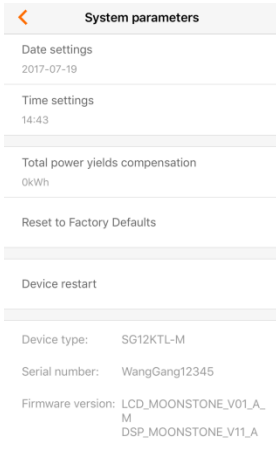 System parameters
Date settings
2017-07-19
Time settings
14:43
Total power yields compensation
0kWh
Reset to Factory Defaults
Device restart
Device type: SG12KTL-M
Serial number: WangGang12345
Firmware version: LCD_MOONSTONE_V01_A_
M
DSP_MOONSTONE_V11_A